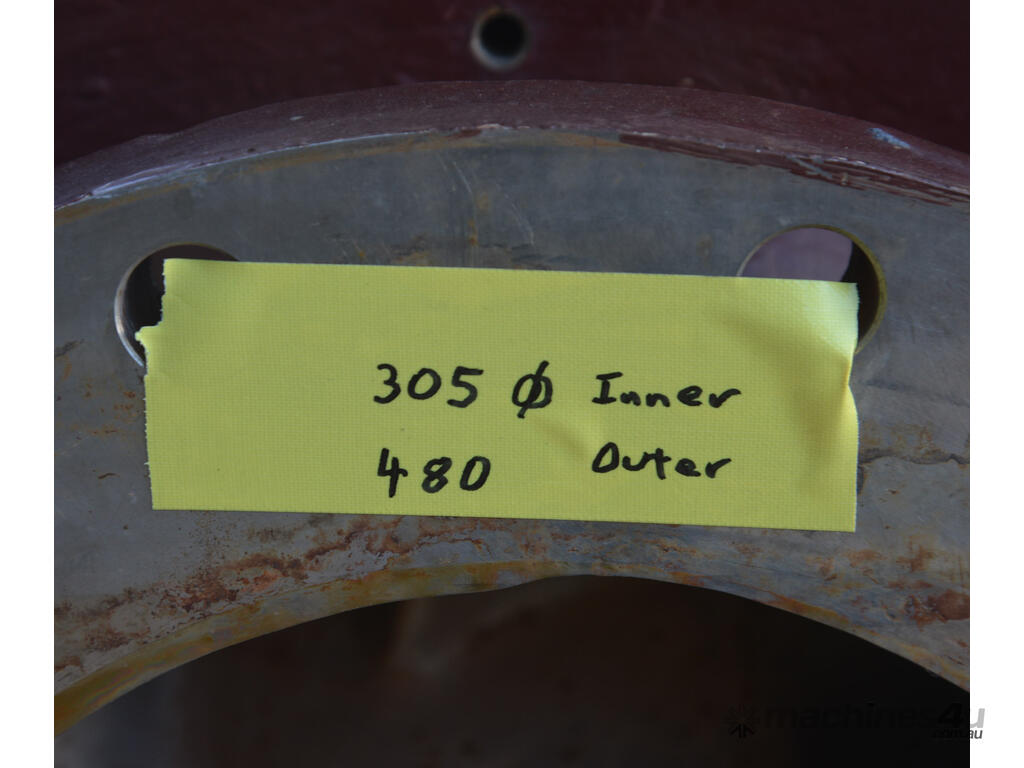 305 Ø Inner
480 Outer
machines4u
.com.au